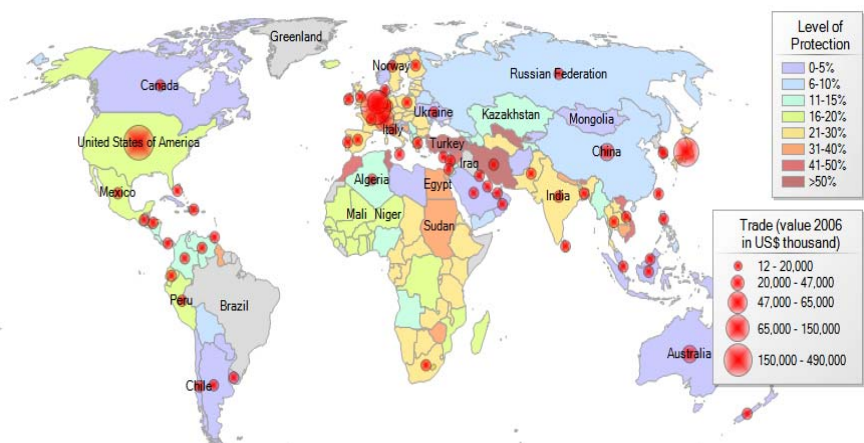 Greenland
Canada
Norway
Russian Federation
Ukraine
Kazakhstan
Mongolia
Italy
United States of America
Turkey
China
Iraq
Algeria
Mexico
Egypt
India
Mali Niger
Sudan
Peru
Brazil
Australia
Chile
Level of
Protection
0-5%
6-10%
11-15%
16-20%
21-30%
31-40%
41-50%
>50%
Trade (value 2006
in US$ thousand)
12 - 20,000
20,000 - 47,000
47,000 - 65,000
65,000 - 150,000
150,000 - 490,000